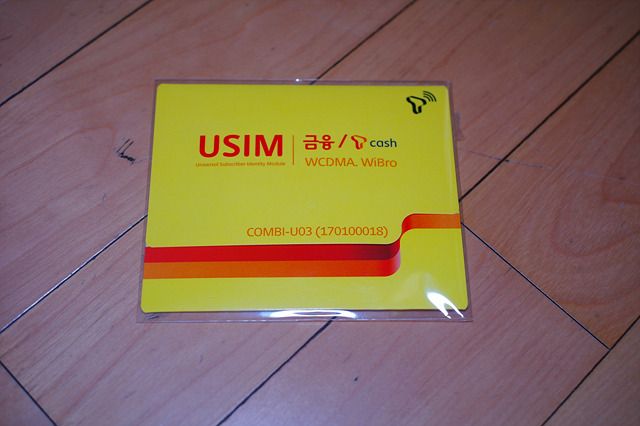 USIM
Universal Subscriber Identity Module
금융 / T cash
WCDMA. WiBro
COMBI-U03 (170100018)